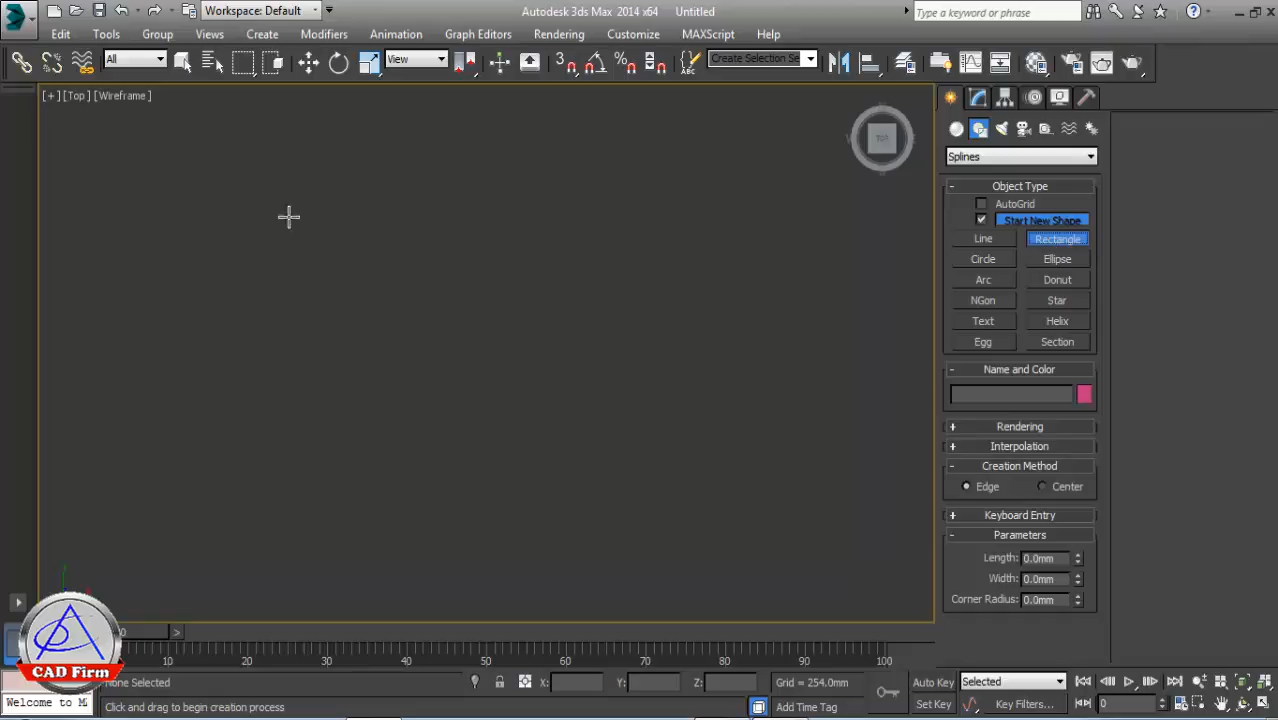 Workspace: Default
Autodesk 3ds Max 2014 x64
Untitled
Type a keyword or phrase
Edit Tools Group Views Create Modifiers Animation Graph Editors Rendering Customize MAXScript Help
All
View
3
Create Selection Se
[+] [Top] [Wireframe]
TOP
Splines
- Object Type
AutoGrid
Start New Shape
Line Rectangle
Circle Ellipse
Arc Donut
NGon Star
Text Helix
Egg Section
- Name and Color
+ Rendering
+ Interpolation
- Creation Method
Edge Center
+ Keyboard Entry
- Parameters
Length: 0.0mm
Width: 0.0mm
Corner Radius: 0.0mm
0 >
10 20 30 40 50 60 70 80 90 100
CAD Firm
None Selected
X: Y: Z: Grid = 254.0mm
Auto Key Selected
Welcome to M
Click and drag to begin creation process
Add Time Tag
Set Key Key Filters... 0